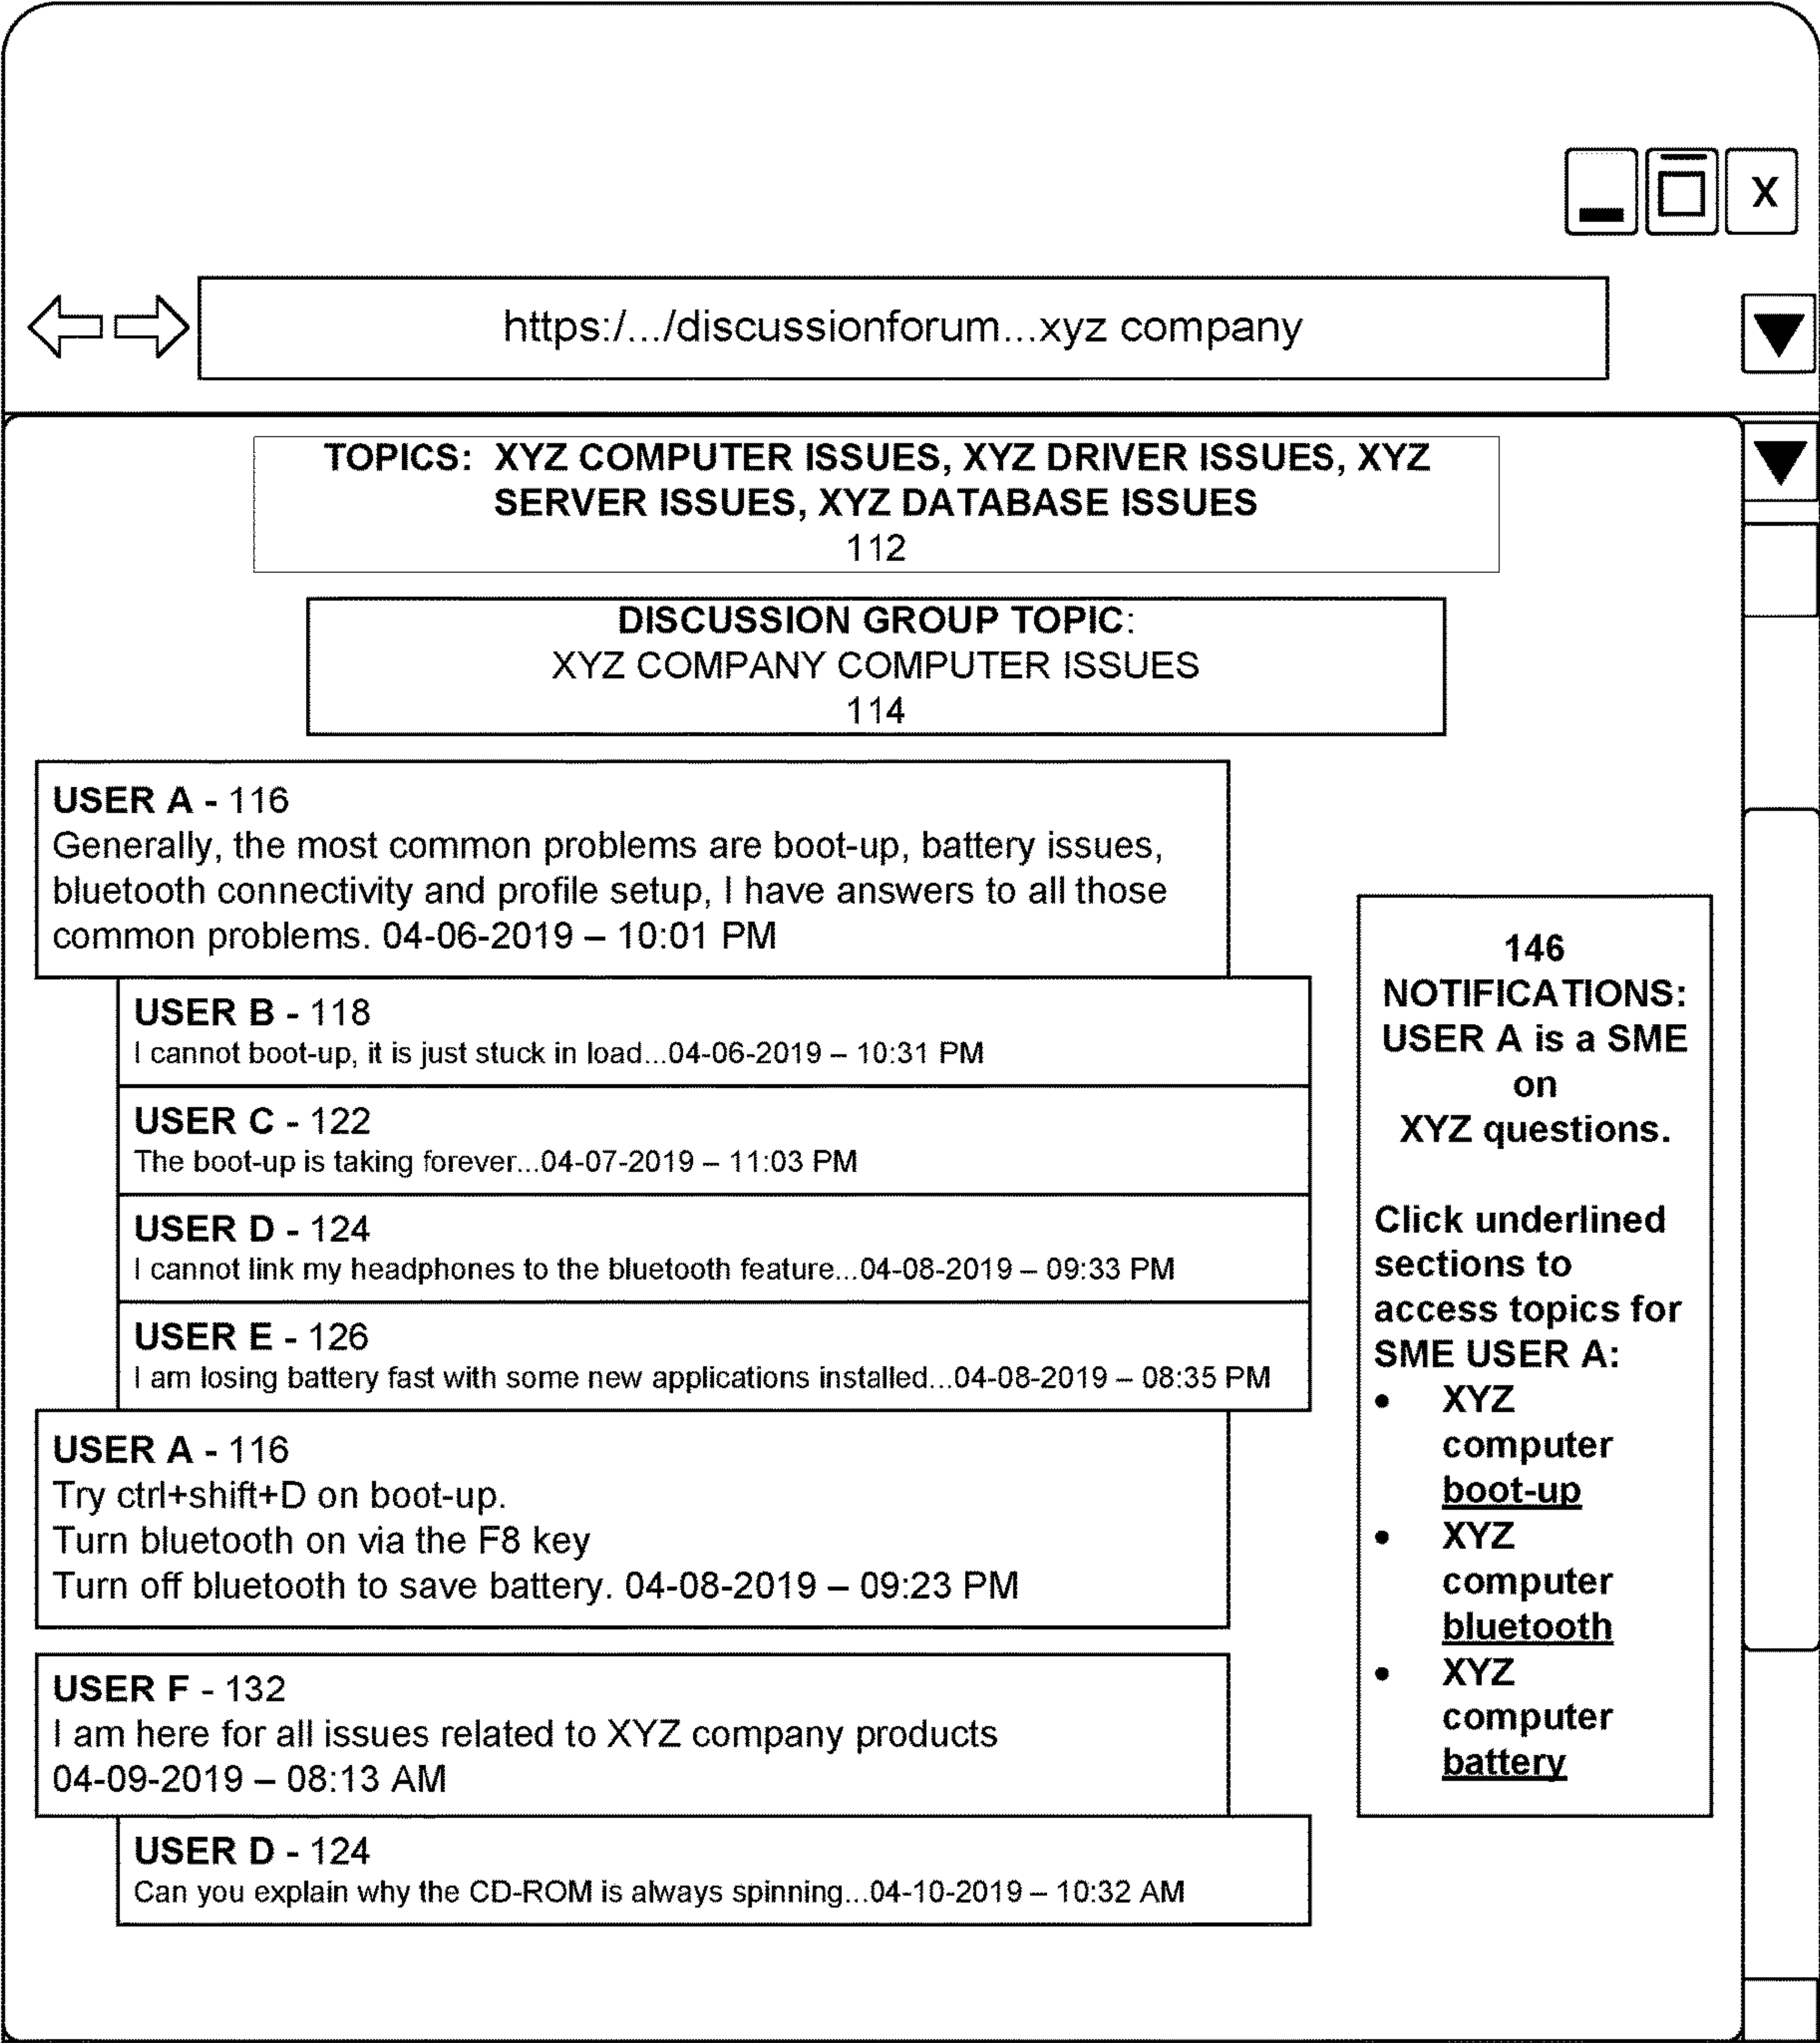 X
https:/.../discussionforum...xyz company
TOPICS: XYZ COMPUTER ISSUES, XYZ DRIVER ISSUES, XYZ
SERVER ISSUES, XYZ DATABASE ISSUES
112
DISCUSSION GROUP TOPIC:
XYZ COMPANY COMPUTER ISSUES
114
USER A - 116
Generally, the most common problems are boot-up, battery issues,
bluetooth connectivity and profile setup, I have answers to all those
common problems. 04-06-2019 – 10:01 PM
USER B - 118
I cannot boot-up, it is just stuck in load...04-06-2019 – 10:31 PM
USER C - 122
The boot-up is taking forever...04-07-2019 – 11:03 PM
USER D - 124
I cannot link my headphones to the bluetooth feature...04-08-2019 – 09:33 PM
USER E - 126
I am losing battery fast with some new applications installed...04-08-2019 – 08:35 PM
USER A - 116
Try ctrl+shift+D on boot-up.
Turn bluetooth on via the F8 key
Turn off bluetooth to save battery. 04-08-2019 – 09:23 PM
USER F - 132
I am here for all issues related to XYZ company products
04-09-2019 – 08:13 AM
USER D - 124
Can you explain why the CD-ROM is always spinning...04-10-2019 – 10:32 AM
146
NOTIFICATIONS:
USER A is a SME
on
XYZ questions.
Click underlined
sections to
access topics for
SME USER A:
• XYZ
computer
boot-up
• XYZ
computer
bluetooth
• XYZ
computer
battery